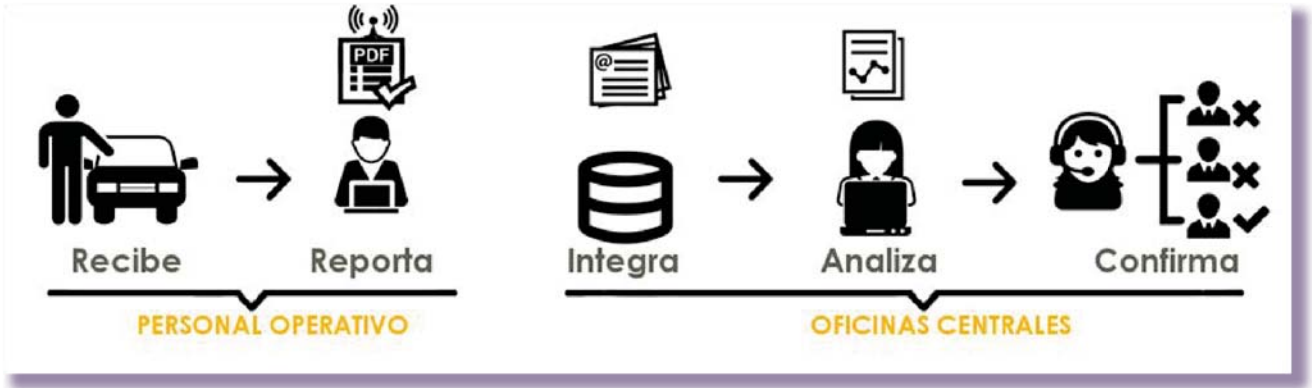 PDF
@
Recibe
Reporta
Integra
Analiza
Confirma
PERSONAL OPERATIVO
OFICINAS CENTRALES